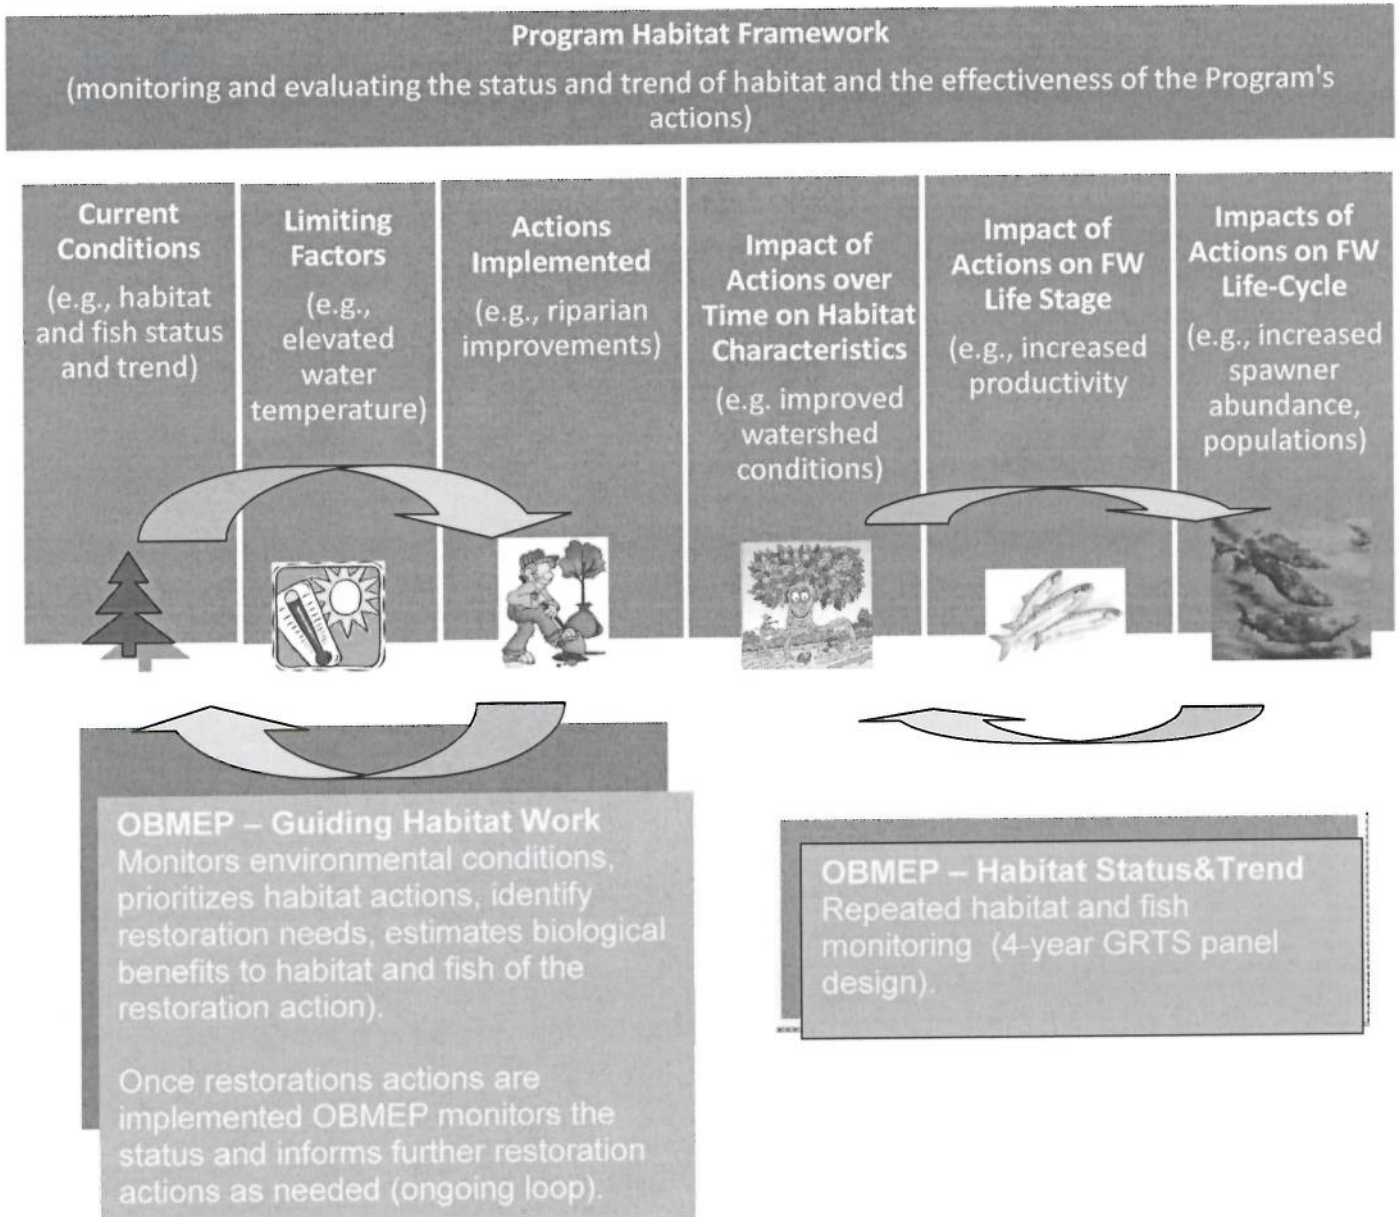 Program Habitat Framework
(monitoring and evaluating the status and trend of habitat and the effectiveness of the Program's
actions)
Current
Conditions
(e.g., habitat
and fish status
and trend)
Limiting
Factors
(e.g.,
elevated
water
temperature)
Actions
Implemented
(e.g., riparian
improvements)
Impact of
Actions over
Time on Habitat
Characteristics
(e.g. improved
watershed
conditions)
Impact of
Actions on FW
Life Stage
(e.g., increased
productivity
Impacts of
Actions on FW
Life-Cycle
(e.g., increased
spawner
abundance,
populations)
OBMEP – Guiding Habitat Work
Monitors environmental conditions,
prioritizes habitat actions, identify
restoration needs, estimates biological
benefits to habitat and fish of the
restoration action).
Once restorations actions are
implemented OBMEP monitors the
status and informs further restoration
actions as needed (ongoing loop).
OBMEP – Habitat Status&Trend
Repeated habitat and fish
monitoring (4-year GRTS panel
design).